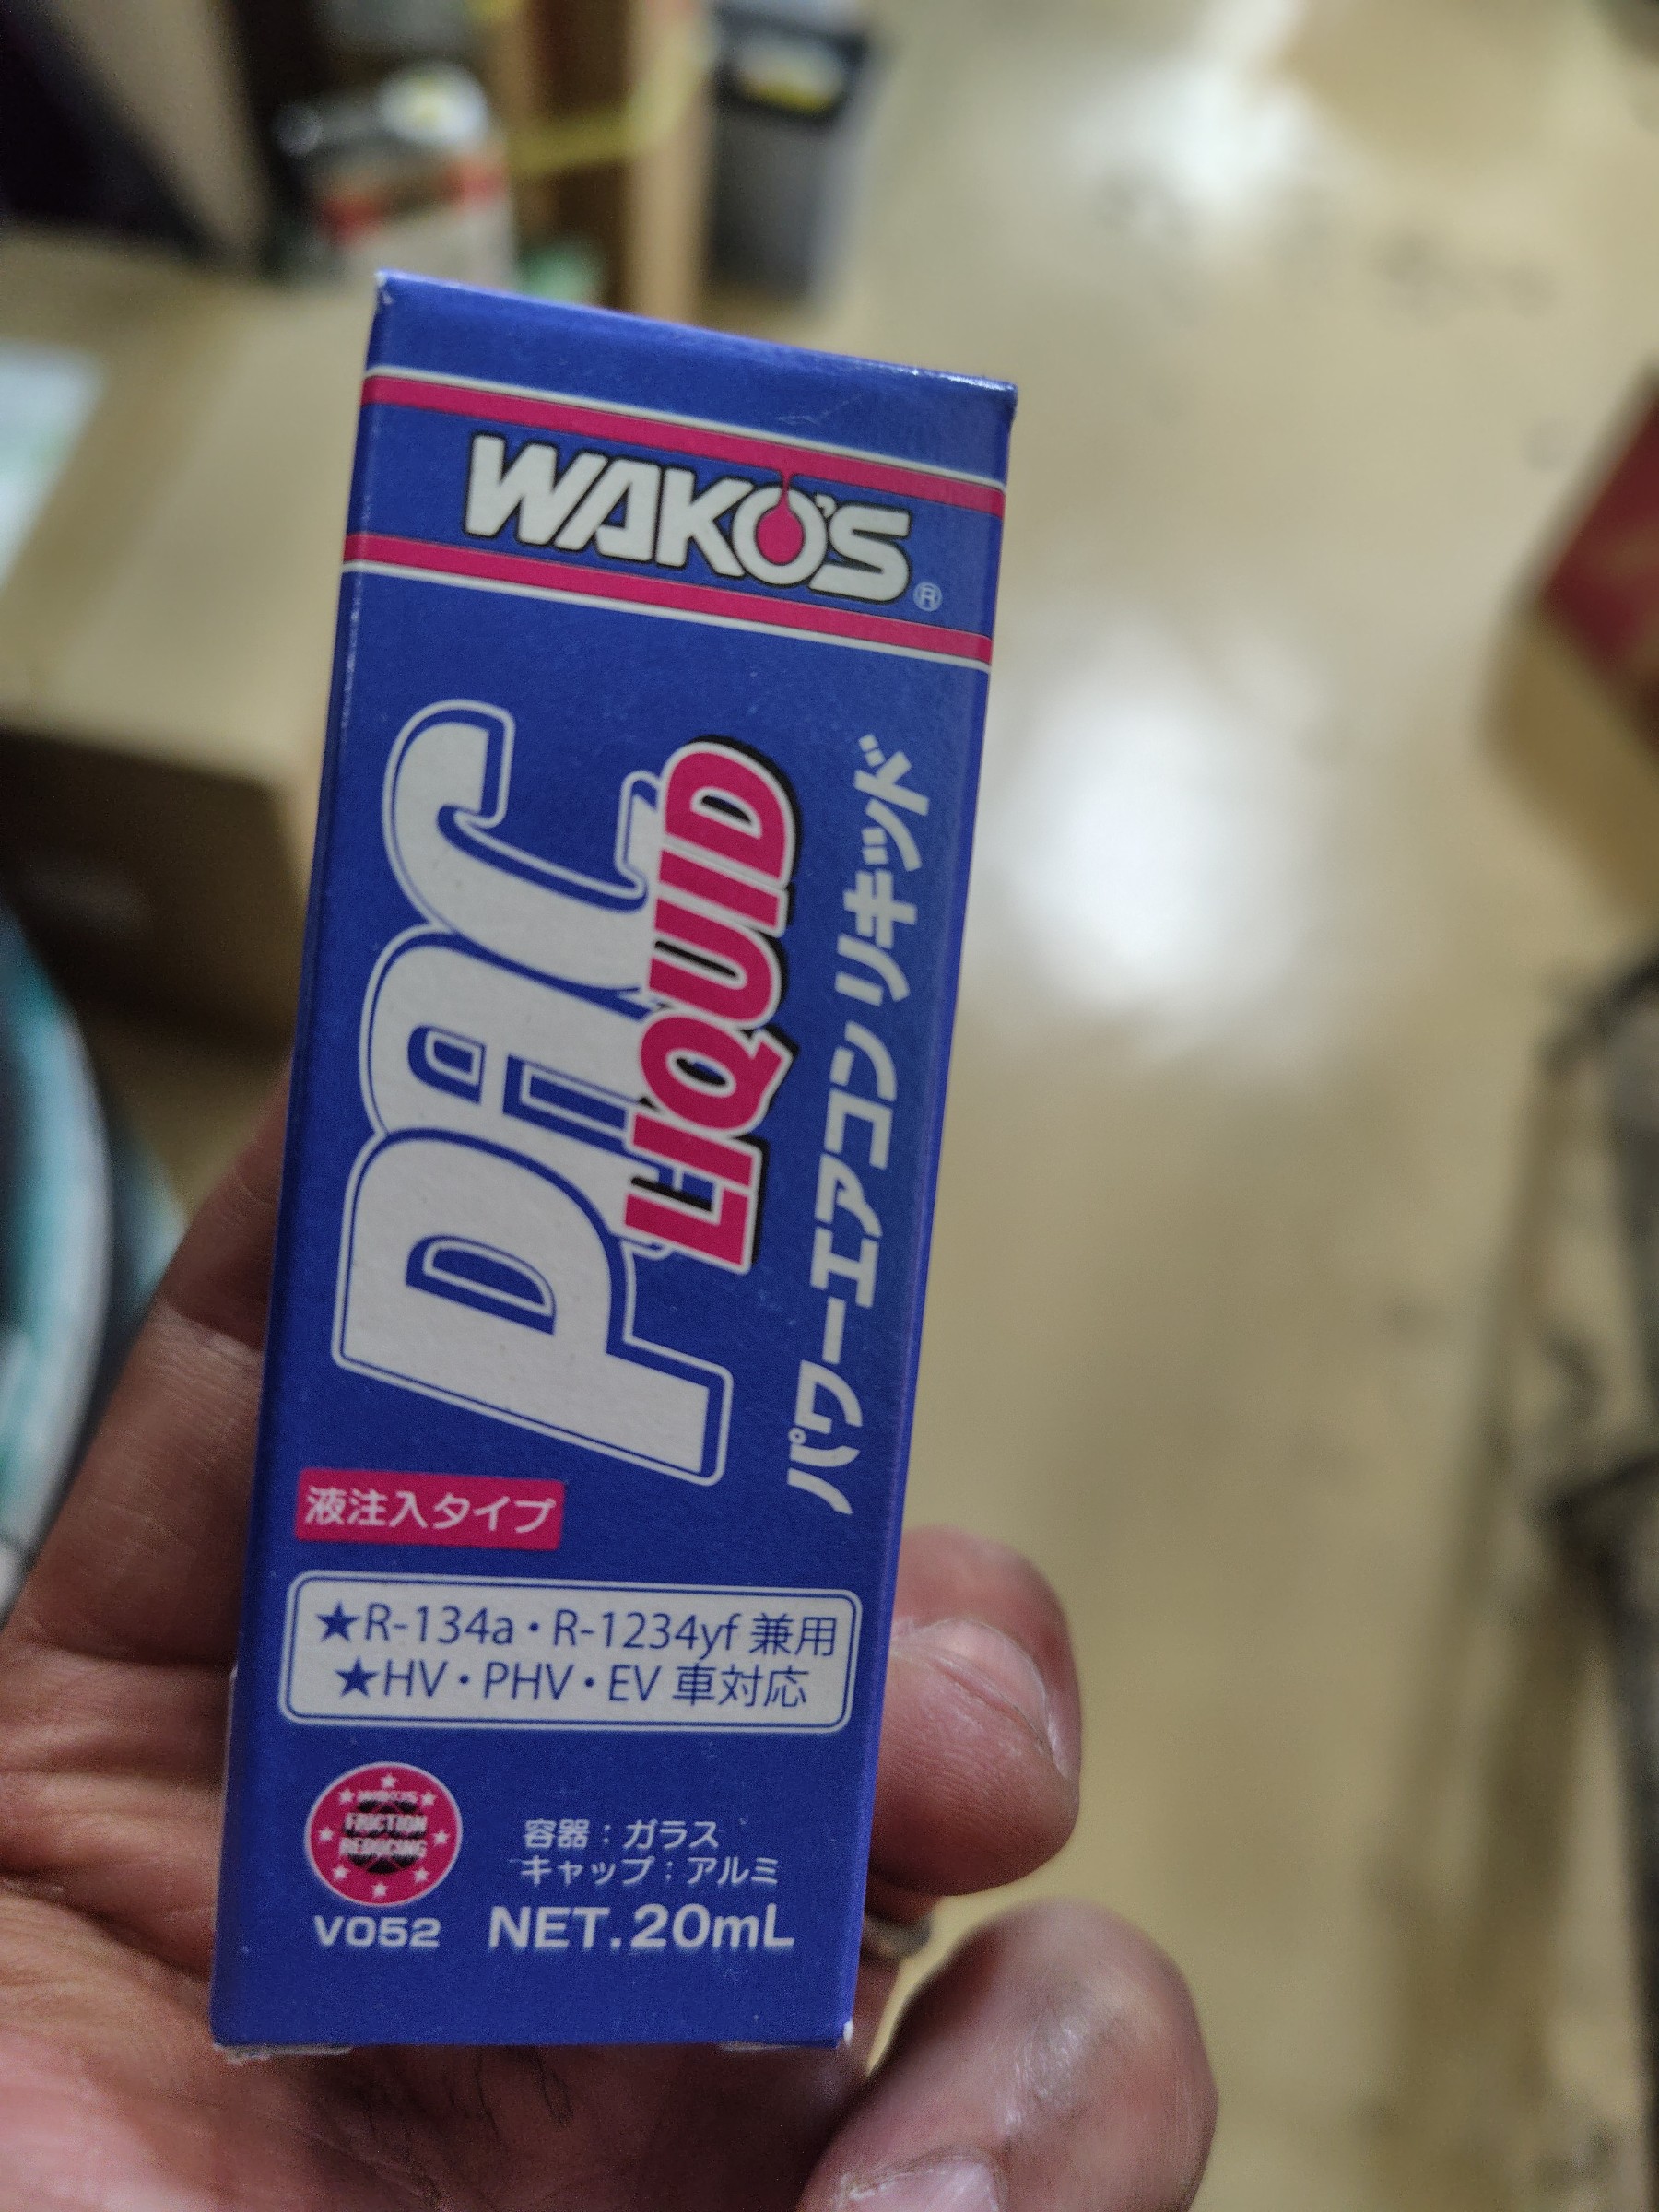 WAKO'S®
PAC
LIQUID
パワーエアコン リキッド
液注入タイプ
★R-134a・R-1234yf 兼用
★HV・PHV・EV 車対応
WAKO'S
FRICTION
REDUCING
V052
容器：ガラス
キャップ：アルミ
NET.20mL